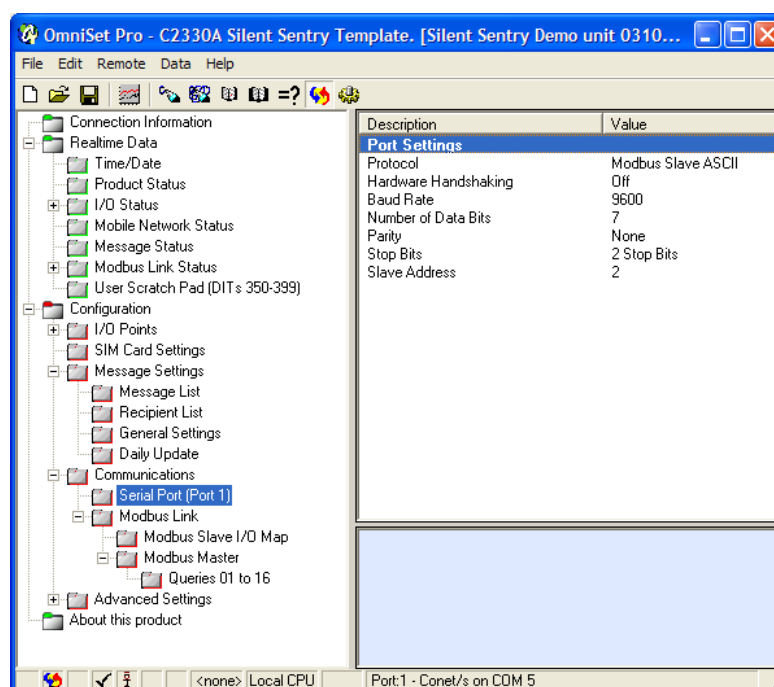 OmniSet Pro - C2330A Silent Sentry Template. [Silent Sentry Demo unit 0310...
File Edit Remote Data Help
=?
Connection Information
Realtime Data
Time/Date
Product Status
I/O Status
Mobile Network Status
Message Status
Modbus Link Status
User Scratch Pad (DITs 350-399)
Configuration
I/O Points
SIM Card Settings
Message Settings
Message List
Recipient List
General Settings
Daily Update
Communications
Serial Port (Port 1)
Modbus Link
Modbus Slave I/O Map
Modbus Master
Queries 01 to 16
Advanced Settings
About this product
Description Value
Port Settings
Protocol Modbus Slave ASCII
Hardware Handshaking Off
Baud Rate 9600
Number of Data Bits 7
Parity None
Stop Bits 2 Stop Bits
Slave Address 2
<none> Local CPU Port:1 - Conet/s on COM 5